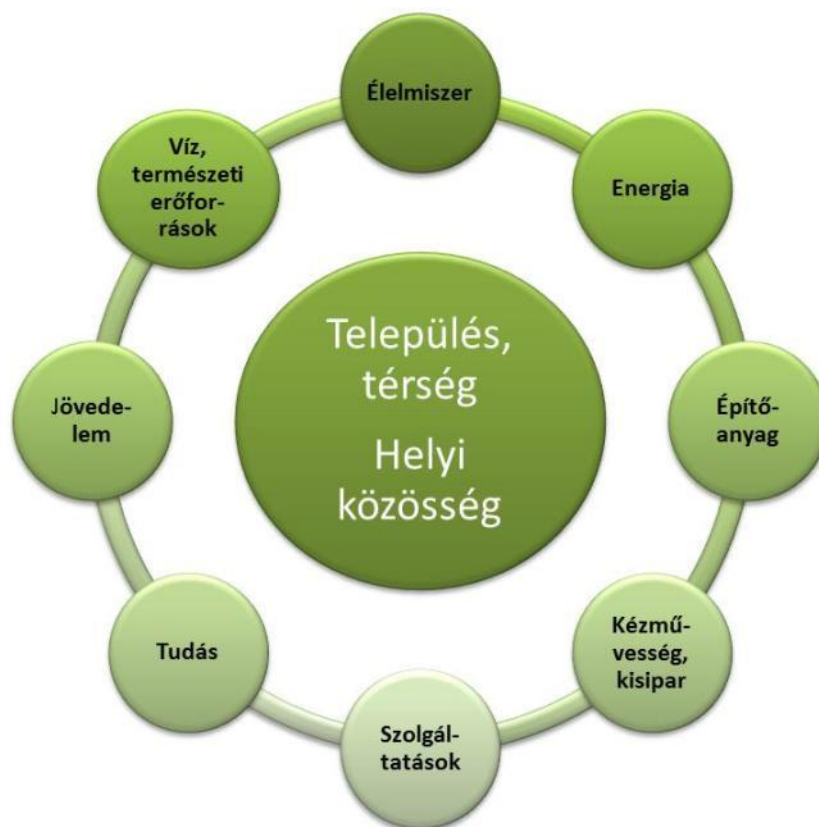 Élelmiszer
Energia
Építő-
anyag
Kézmű-
vesség,
kisipar
Szolgál-
tatások
Tudás
Jövede-
lem
Víz,
természeti
erőfor-
rások
Település,
térség
Helyi
közösség